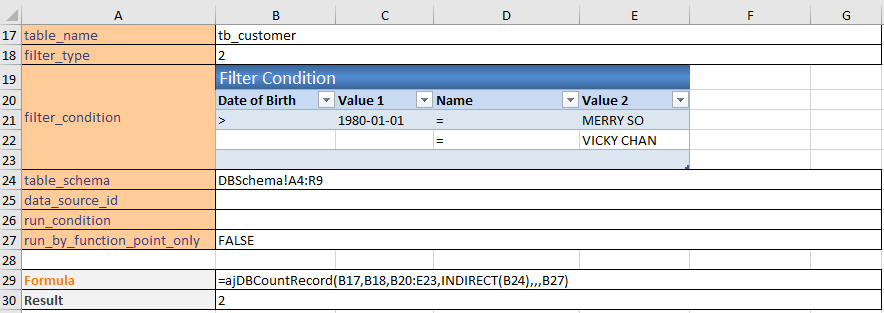 A B C D E F G
17 table_name tb_customer
18 filter_type 2
19 Filter Condition
20 Date of Birth Value 1 Name Value 2
filter_condition
21 > 1980-01-01 = MERRY SO
22 = VICKY CHAN
23
24 table_schema DBSchema!A4:R9
25 data_source_id
26 run_condition
27 run_by_function_point_only FALSE
28
29 Formula =ajDBCountRecord(B17,B18,B20:E23,INDIRECT(B24),,,B27)
30 Result 2